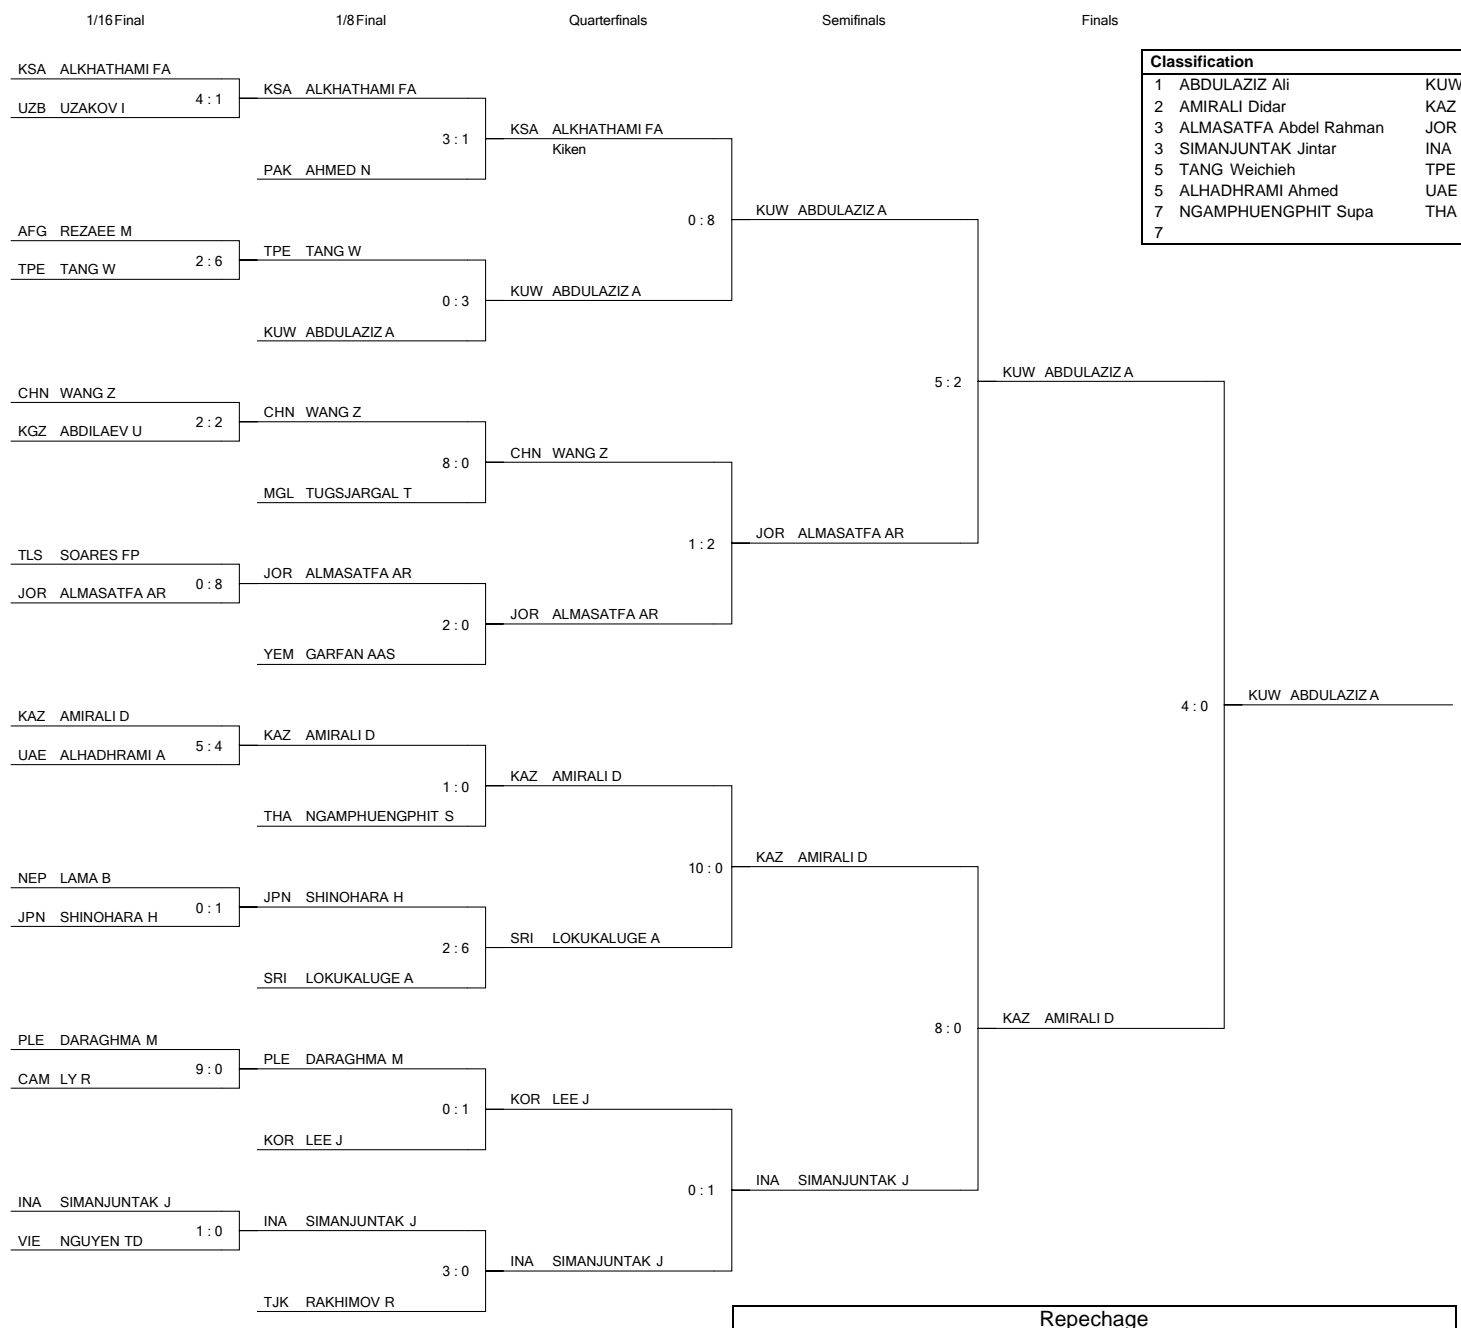 1/16 Final 1/8 Final Quarterfinals Semifinals Finals
Classification
1 ABDULAZIZ Ali KUW
2 AMIRALI Didar KAZ
3 ALMASATFA Abdel Rahman JOR
3 SIMANJUNTAK Jintar INA
5 TANG Weichieh TPE
5 ALHADHRAMI Ahmed UAE
7 NGAMPHUENGPHIT Supa THA
7
KSA ALKHATHAMI FA
UZB UZAKOV I
4 : 1
AFG REZAEE M
TPE TANG W
2 : 6
CHN WANG Z
KGZ ABDILAEV U
2 : 2
TLS SOARES FP
JOR ALMASATFA AR
0 : 8
KAZ AMIRALI D
UAE ALHADHRAMI A
5 : 4
NEP LAMA B
JPN SHINOHARA H
0 : 1
PLE DARAGHMA M
CAM LY R
9 : 0
INA SIMANJUNTAK J
VIE NGUYEN TD
1 : 0
KSA ALKHATHAMI FA
3 : 1
PAK AHMED N
TPE TANG W
0 : 3
KUW ABDULAZIZ A
CHN WANG Z
8 : 0
MGL TUGSJARGAL T
JOR ALMASATFA AR
2 : 0
YEM GARFAN AAS
KAZ AMIRALI D
1 : 0
THA NGAMPHUENGPHIT S
JPN SHINOHARA H
2 : 6
SRI LOKUKALUGE A
PLE DARAGHMA M
0 : 1
KOR LEE J
INA SIMANJUNTAK J
3 : 0
TJK RAKHIMOV R
KSA ALKHATHAMI FA
Kiken
0 : 8
KUW ABDULAZIZ A
CHN WANG Z
1 : 2
JOR ALMASATFA AR
KAZ AMIRALI D
10 : 0
SRI LOKUKALUGE A
KOR LEE J
0 : 1
INA SIMANJUNTAK J
KUW ABDULAZIZ A
5 : 2
JOR ALMASATFA AR
KAZ AMIRALI D
8 : 0
INA SIMANJUNTAK J
KUW ABDULAZIZ A
4 : 0
KAZ AMIRALI D
KUW ABDULAZIZ A
Repechage